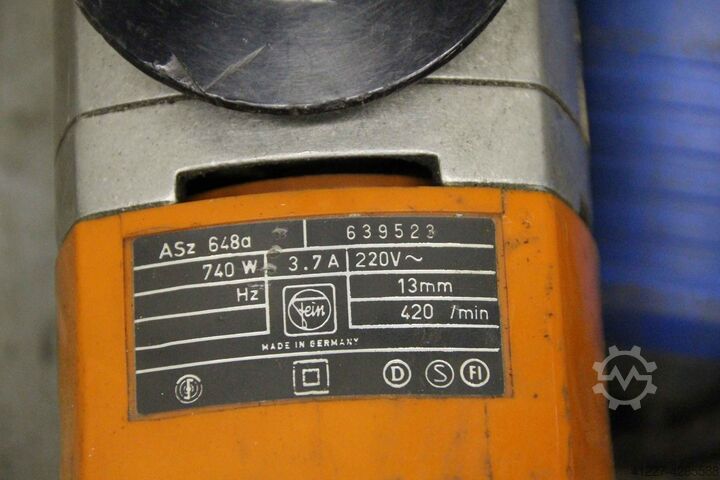 ASz 648a 639523
740 W 3.7 A 220V~
Hz 13mm
fein 420 /min
MADE IN GERMANY
D S FI